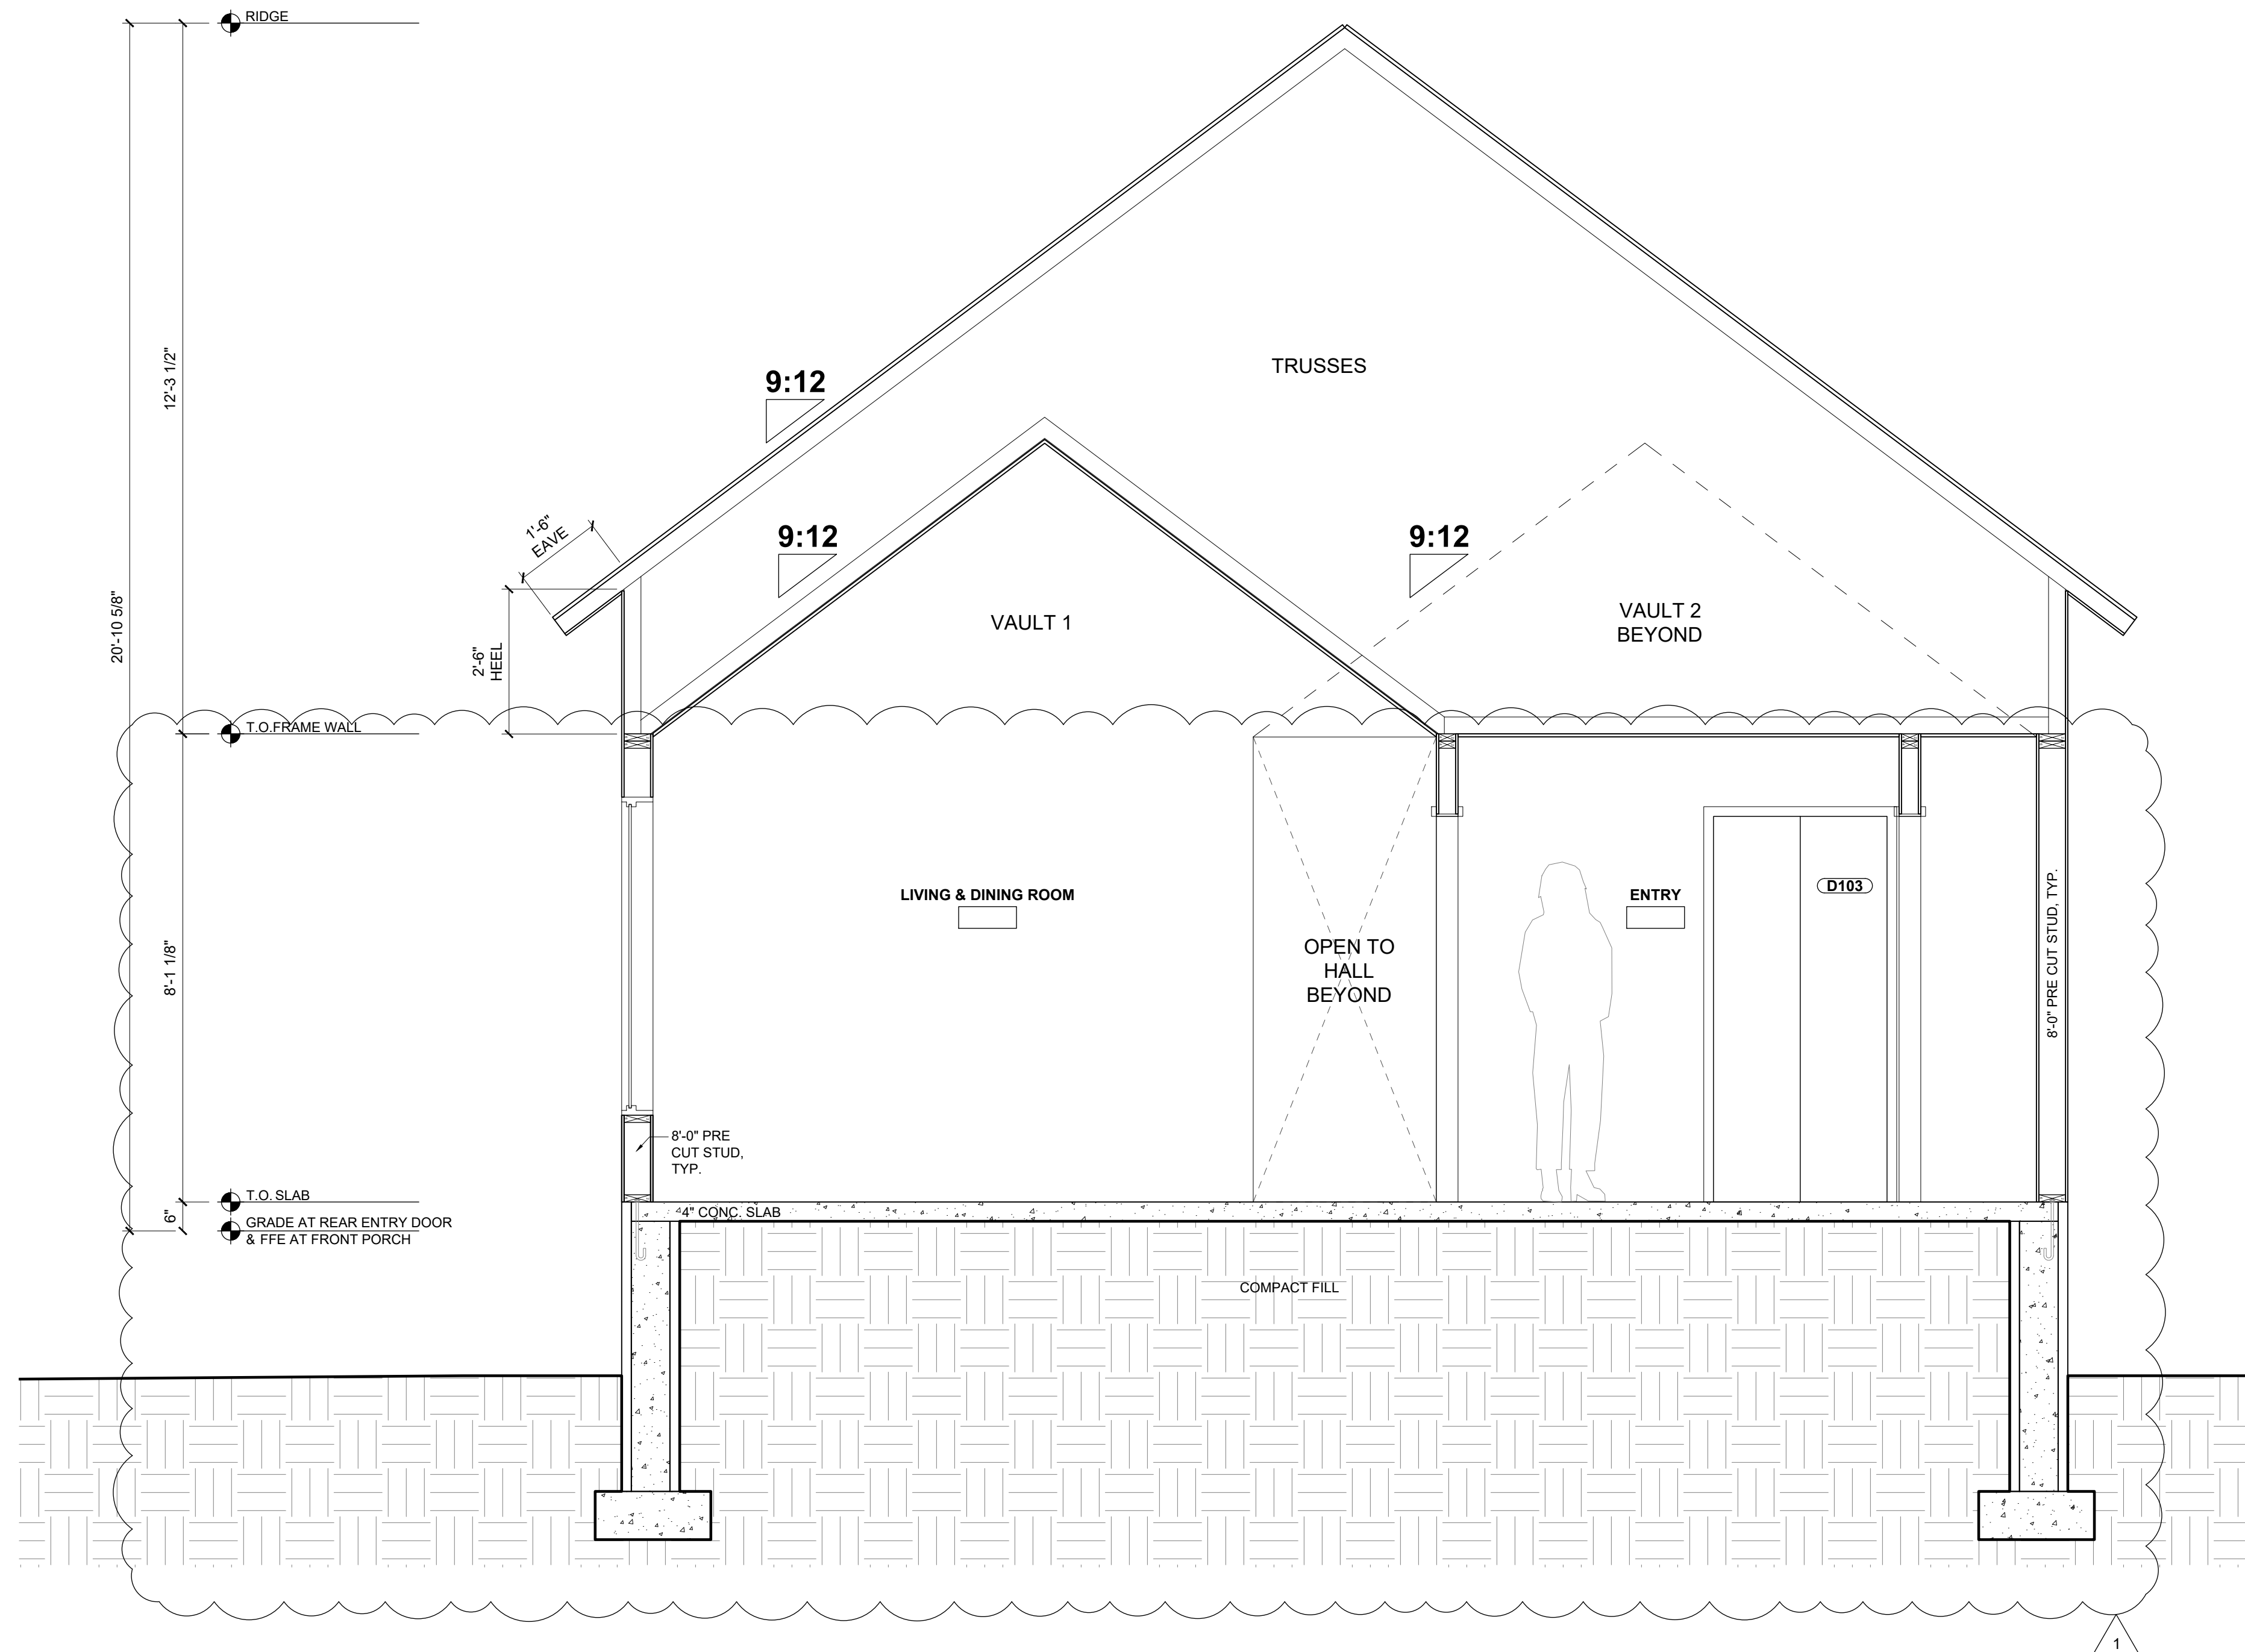 RIDGE
12'-3 1/2"
20'-10 5/8"
9:12
TRUSSES
1'-6"
EAVE
9:12
9:12
2'-6"
HEEL
VAULT 1
VAULT 2
BEYOND
T.O.FRAME WALL
8'-1 1/8"
LIVING & DINING ROOM
OPEN TO
HALL
BEYOND
ENTRY
D103
8'-0" PRE CUT STUD, TYP.
8'-0" PRE
CUT STUD,
TYP.
T.O. SLAB
6"
GRADE AT REAR ENTRY DOOR
& FFE AT FRONT PORCH
4" CONC. SLAB
COMPACT FILL
1